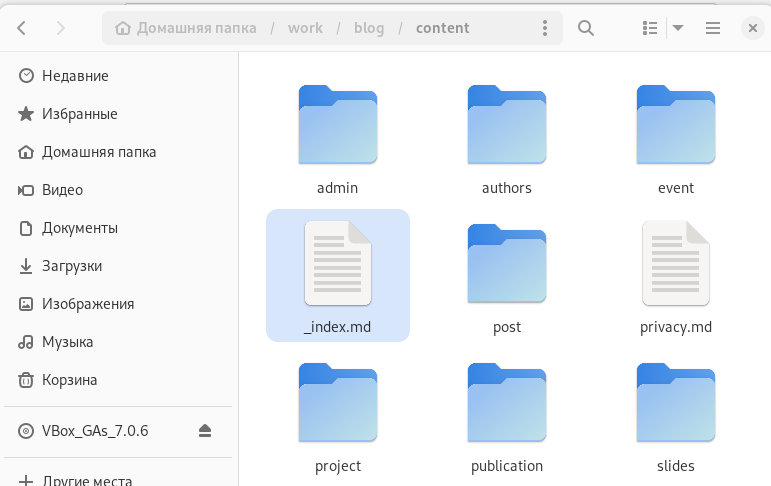 Домашняя папка / work / blog / content
Недавние
Избранные
Домашняя папка
Видео
Документы
Загрузки
Изображения
Музыка
Корзина
VBox_GAs_7.0.6
Другие места
admin authors event
_index.md post privacy.md
project publication slides